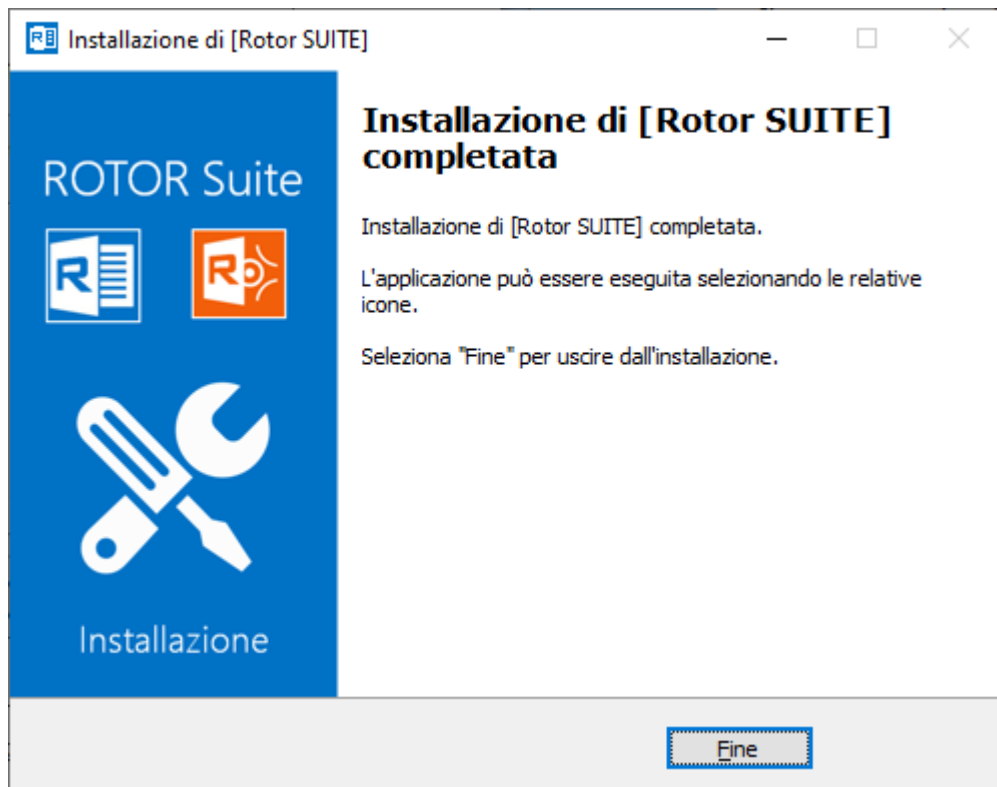 Installazione di [Rotor SUITE]
ROTOR Suite
R
R
Installazione
Installazione di [Rotor SUITE]
completata
Installazione di [Rotor SUITE] completata.
L'applicazione può essere eseguita selezionando le relative
icone.
Seleziona "Fine" per uscire dall'installazione.
Fine